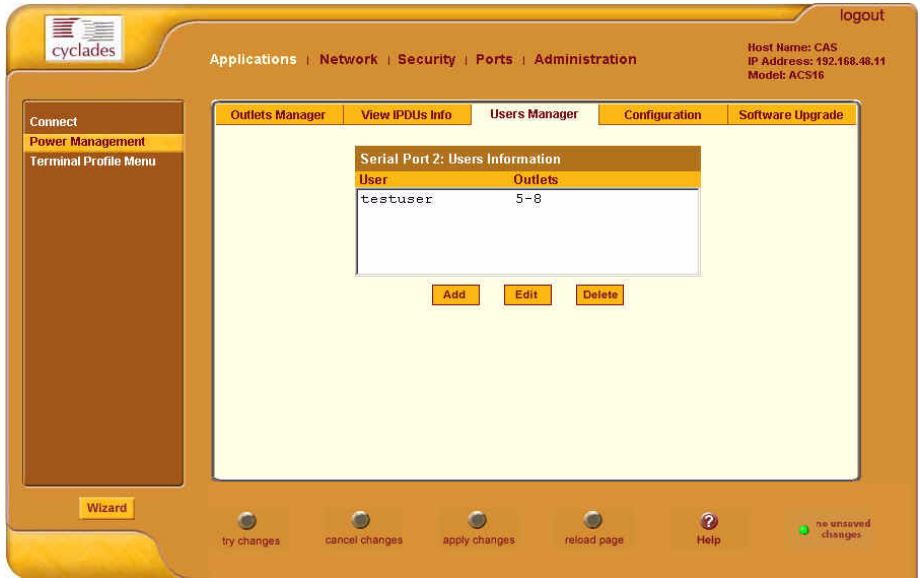 logout
cyclades
Applications | Network | Security | Ports | Administration
Host Name: CAS
IP Address: 192.168.48.11
Model: ACS16
Connect
Power Management
Terminal Profile Menu
Outlets Manager View IPDUs Info Users Manager Configuration Software Upgrade
Serial Port 2: Users Information
User Outlets
testuser 5-8
Add Edit Delete
Wizard
try changes cancel changes apply changes reload page Help
no unsaved
changes